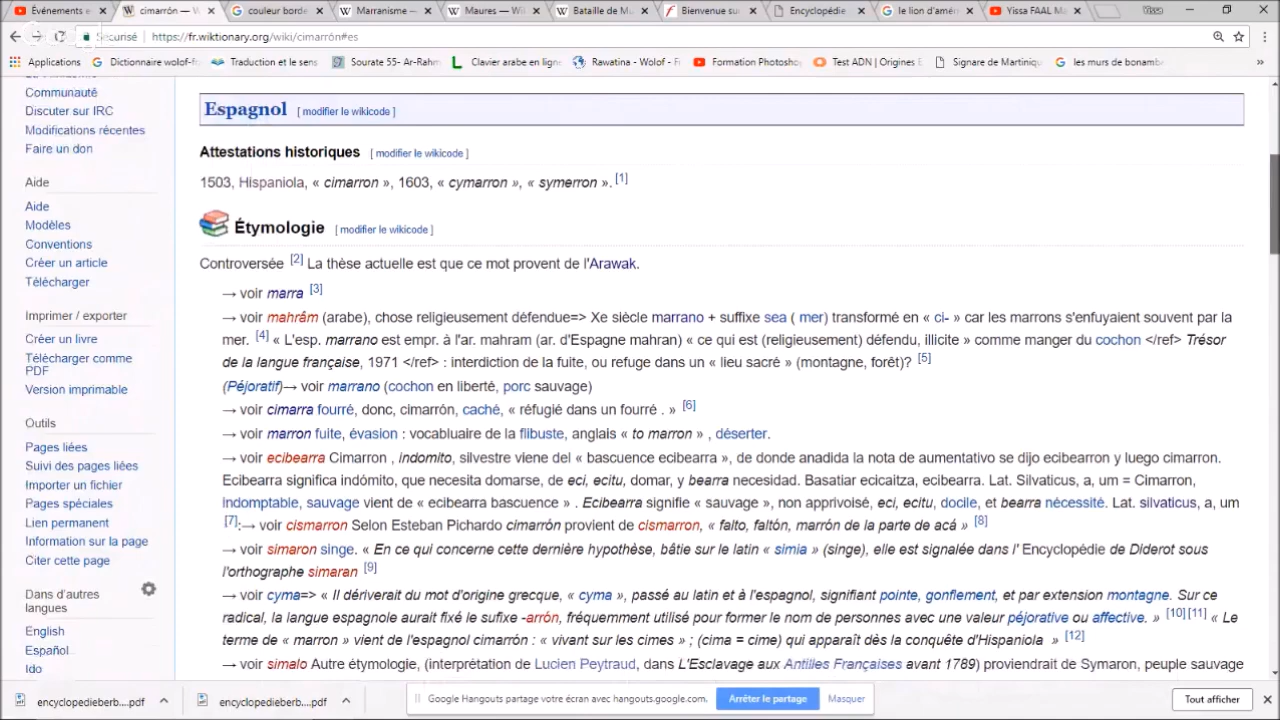 Événements e
cimarrón — W
couleur borde
Marranisme —
Maures — Wi
Bataille de M
Bienvenue su
Encyclopédie
le lion d'amér
Yissa FAAL Ma
Yissa
Sécurisé
https://fr.wiktionary.org/wiki/cimarrón#es
Applications
Dictionnaire wolof-fr
Traduction et le sens
Sourate 55- Ar-Rahm
Clavier arabe en ligne
Rawatina - Wolof - Fr
Formation Photoshop
Test ADN | Origines E
Signare de Martiniqu
les murs de bonamb
»
Communauté
Discuter sur IRC
Modifications récentes
Faire un don
Aide
Aide
Modèles
Conventions
Créer un article
Télécharger
Imprimer / exporter
Créer un livre
Télécharger comme
PDF
Version imprimable
Outils
Pages liées
Suivi des pages liées
Importer un fichier
Pages spéciales
Lien permanent
Information sur la page
Citer cette page
Dans d'autres
langues
English
Español
Ido
Espagnol [ modifier le wikicode ]
Attestations historiques [ modifier le wikicode ]
1503, Hispaniola, « cimarron », 1603, « cymarron », « symerron ». [1]
Étymologie [ modifier le wikicode ]
Controversée [2] La thèse actuelle est que ce mot provent de l'Arawak.
→ voir marra [3]
→ voir mahrâm (arabe), chose religieusement défendue=> Xe siècle marrano + suffixe sea ( mer) transformé en « ci- » car les marrons s'enfuyaient souvent par la
mer. [4] « L'esp. marrano est empr. à l'ar. mahram (ar. d'Espagne mahran) « ce qui est (religieusement) défendu, illicite » comme manger du cochon </ref> Trésor
de la langue française, 1971 </ref> : interdiction de la fuite, ou refuge dans un « lieu sacré » (montagne, forêt)? [5]
(Péjoratif)→ voir marrano (cochon en liberté, porc sauvage)
→ voir cimarra fourré, donc, cimarrón, caché, « réfugié dans un fourré . » [6]
→ voir marron fuite, évasion : vocabluaire de la flibuste, anglais « to marron » , déserter.
→ voir ecibearra Cimarron , indomito, silvestre viene del « bascuence ecibearra », de donde anadida la nota de aumentativo se dijo ecibearron y luego cimarron.
Ecibearra significa indómito, que necesita domarse, de eci, ecitu, domar, y bearra necesidad. Basatiar ecicaitza, ecibearra. Lat. Silvaticus, a, um = Cimarron,
indomptable, sauvage vient de « ecibearra bascuence » . Ecibearra signifie « sauvage », non apprivoisé, eci, ecitu, docile, et bearra nécessité. Lat. silvaticus, a, um
[7]:→ voir cismarron Selon Esteban Pichardo cimarrón provient de cismarron, « falto, faltón, marrón de la parte de acá » [8]
→ voir simaron singe. « En ce qui concerne cette dernière hypothèse, bâtie sur le latin « simia » (singe), elle est signalée dans l' Encyclopédie de Diderot sous
l'orthographe simaran [9]
→ voir cyma=> « Il dériverait du mot d'origine grecque, « cyma », passé au latin et à l'espagnol, signifiant pointe, gonflement, et par extension montagne. Sur ce
radical, la langue espagnole aurait fixé le sufixe -arrón, fréquemment utilisé pour former le nom de personnes avec une valeur péjorative ou affective. » [10] [11] « Le
terme de « marron » vient de l'espagnol cimarrón : « vivant sur les cimes » ; (cima = cime) qui apparaît dès la conquête d'Hispaniola » [12]
→ voir simalo Autre étymologie, (interprétation de Lucien Peytraud, dans L'Esclavage aux Antilles Françaises avant 1789) proviendrait de Symaron, peuple sauvage
encyclopedieberb....pdf
encyclopedieberb....pdf
Google Hangouts partage votre écran avec hangouts.google.com.
Arrêter le partage
Masquer
Tout afficher